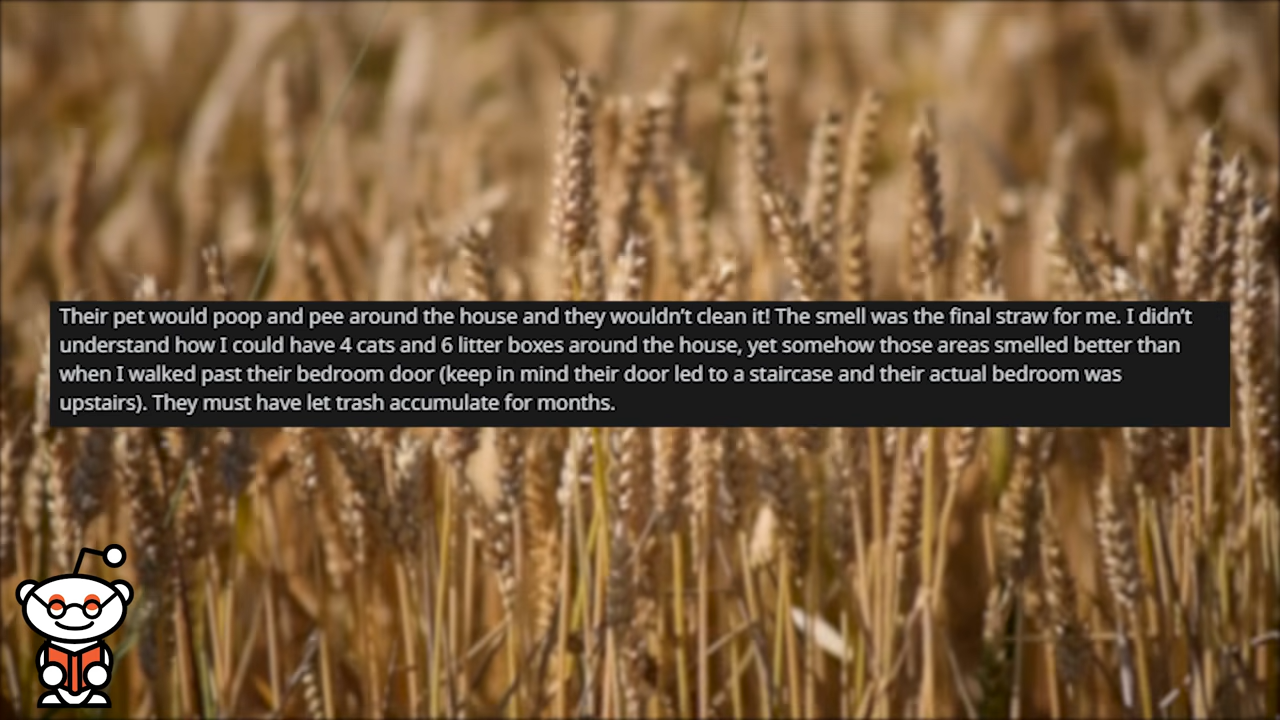 Their pet would poop and pee around the house and they wouldn’t clean it! The smell was the final straw for me. I didn’t
understand how I could have 4 cats and 6 litter boxes around the house, yet somehow those areas smelled better than
when I walked past their bedroom door (keep in mind their door led to a staircase and their actual bedroom was
upstairs). They must have let trash accumulate for months.